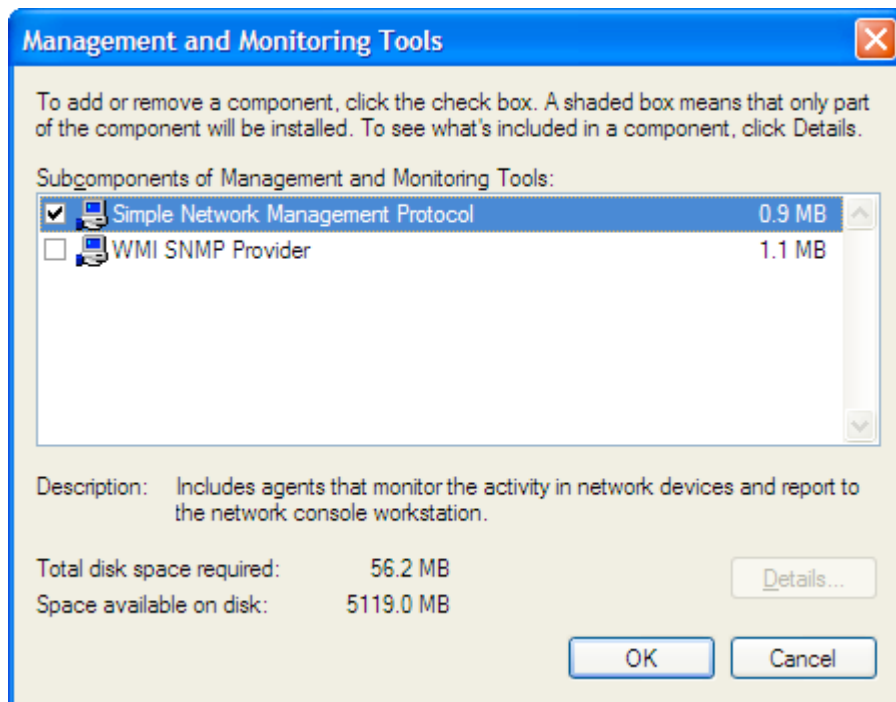 Management and Monitoring Tools
To add or remove a component, click the check box. A shaded box means that only part
of the component will be installed. To see what's included in a component, click Details.
Subcomponents of Management and Monitoring Tools:
Simple Network Management Protocol 0.9 MB
WMI SNMP Provider 1.1 MB
Description: Includes agents that monitor the activity in network devices and report to
the network console workstation.
Total disk space required: 56.2 MB
Space available on disk: 5119.0 MB
Details...
OK Cancel